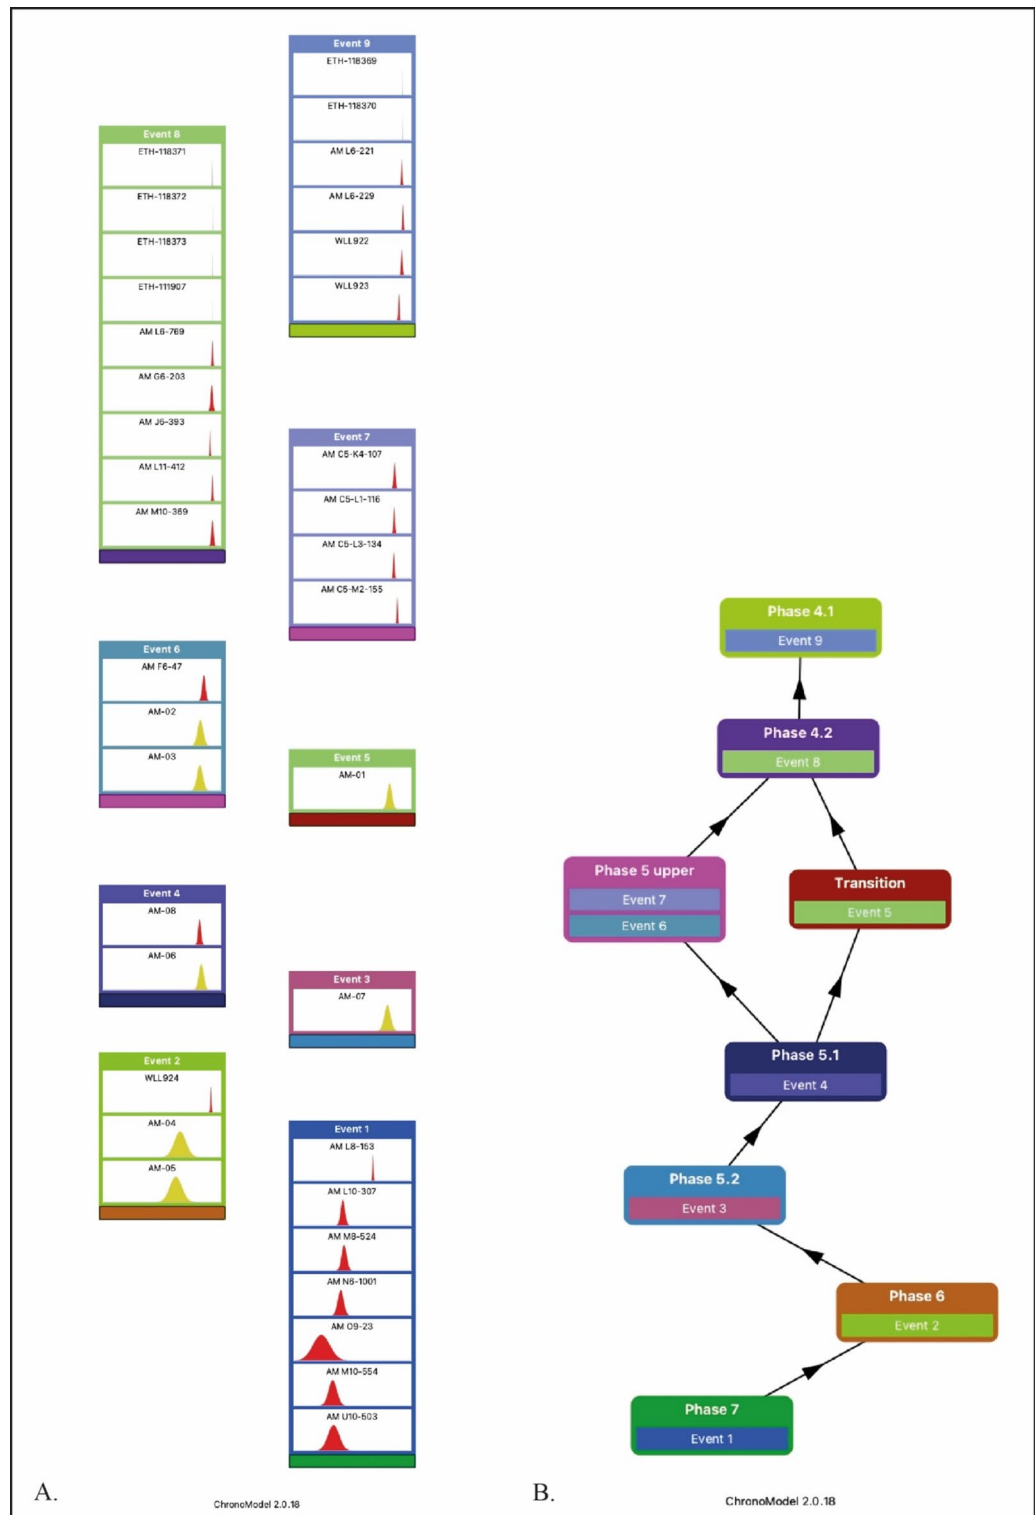 Event 9
ETH-118369
ETH-118370
AM L6-221
AM L6-229
WLL922
WLL923
Event 8
ETH-118371
ETH-118372
ETH-118373
ETH-111907
AM L6-769
AM G6-203
AM J6-393
AM L11-412
AM M10-369
Event 7
AM C5-K4-107
AM C5-L1-116
AM C5-L3-134
AM C5-M2-155
Event 6
AM F6-47
AM-02
AM-03
Event 5
AM-01
Event 4
AM-08
AM-06
Event 3
AM-07
Event 2
WLL924
AM-04
AM-05
Event 1
AM L8-153
AM L10-307
AM M8-524
AM N6-1001
AM O9-23
AM M10-554
AM U10-503
A.
ChronoModel 2.0.18
Phase 4.1
Event 9
Phase 4.2
Event 8
Phase 5 upper
Event 7
Event 6
Transition
Event 5
Phase 5.1
Event 4
Phase 5.2
Event 3
Phase 6
Event 2
Phase 7
Event 1
B.
ChronoModel 2.0.18